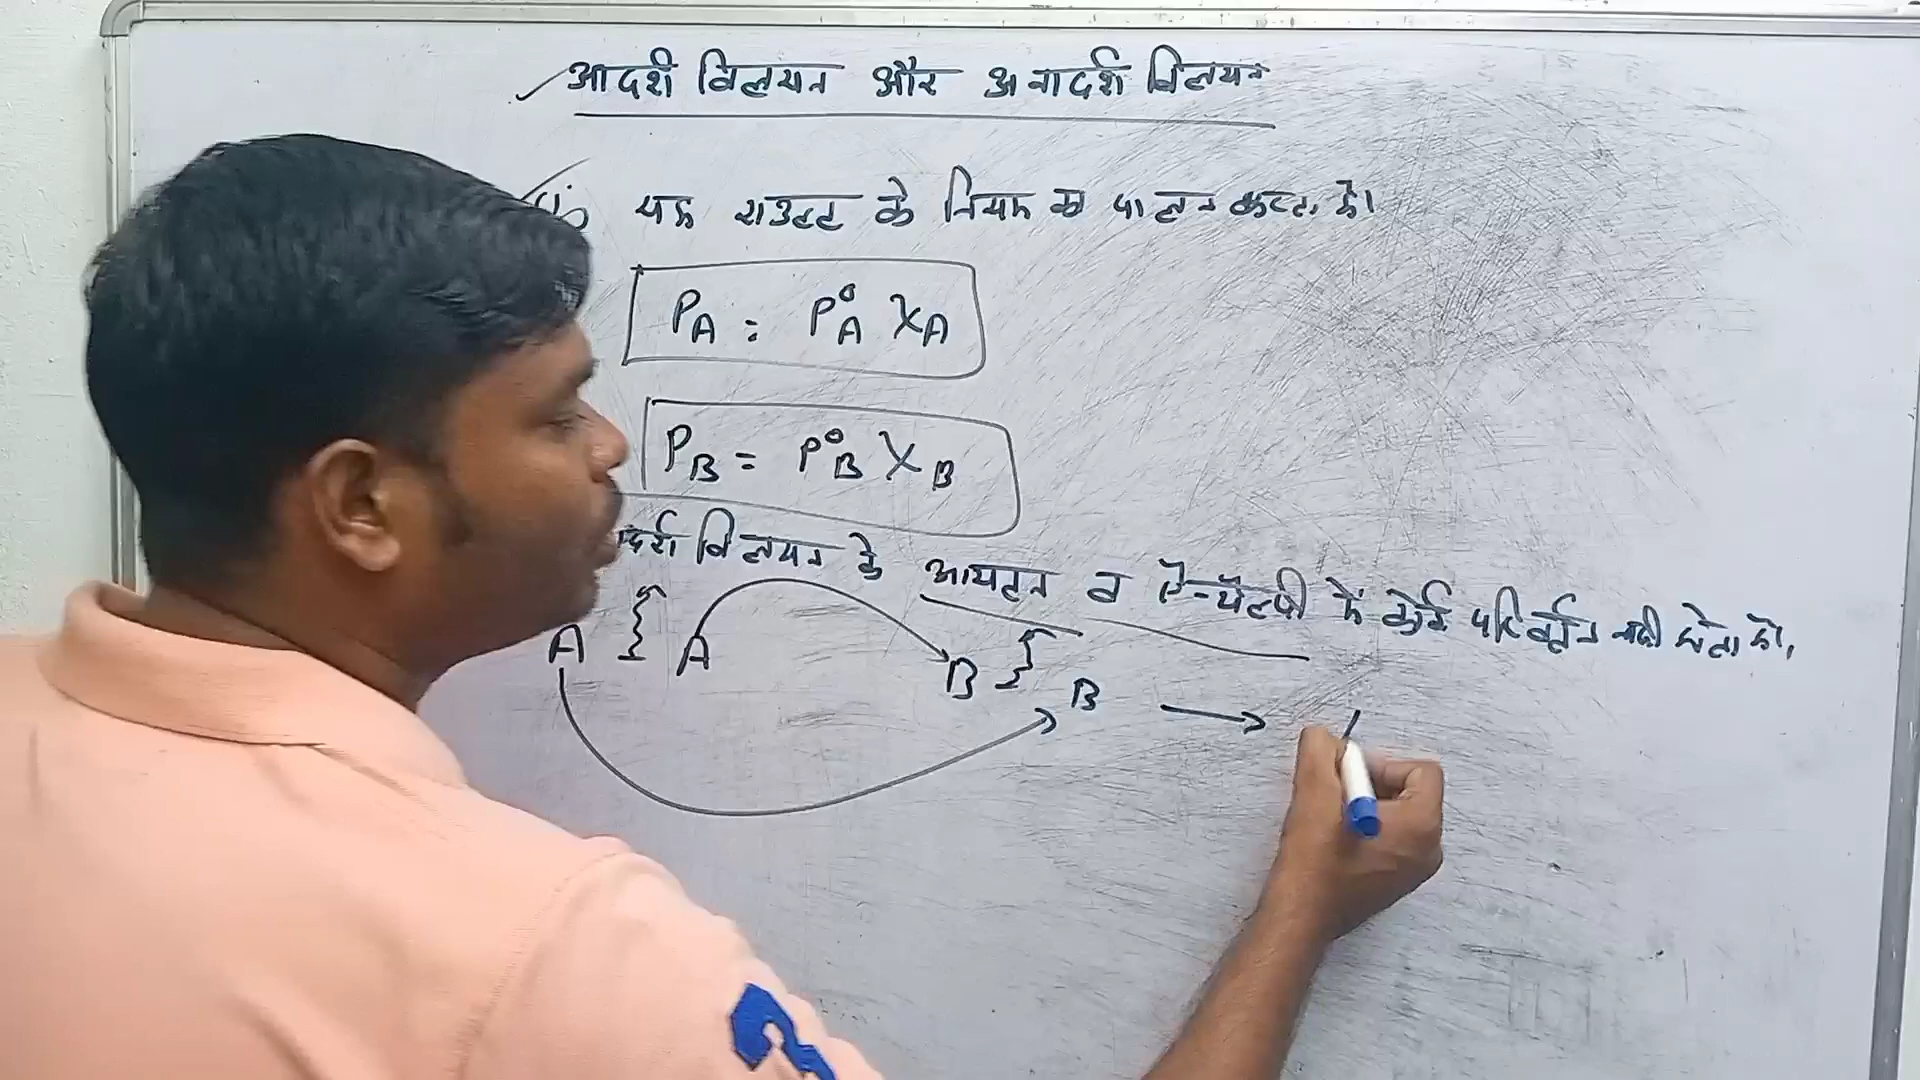 आदर्श विलयन और अनादर्श विलयन
(i) यह राउल्ट के नियम का पालन करता है।
PA = P°A XA
PB = P°B XB
दर्श विलयन के आयतन व ऐन्थैल्पी में कोई परिवर्तन नही होता है।
A } A B } B →